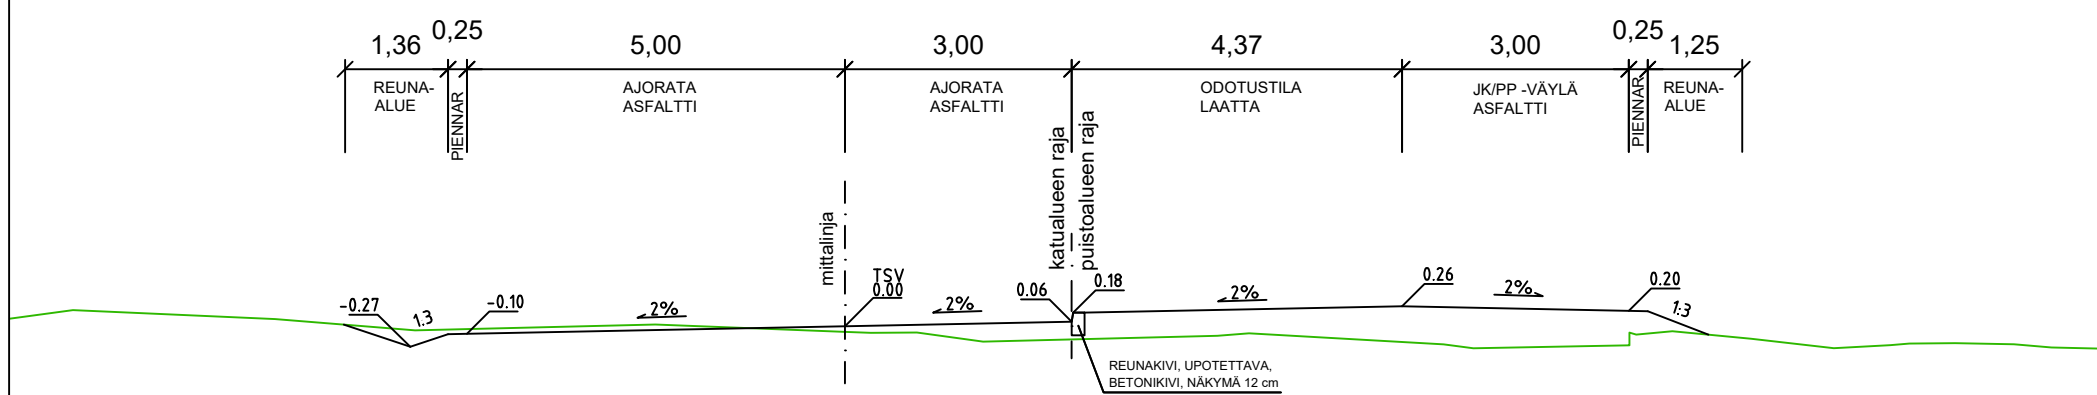 1,36
0,25
5,00
3,00
4,37
3,00
0,25
1,25
REUNA-
ALUE
PIENNAR
AJORATA
ASFALTTI
AJORATA
ASFALTTI
ODOTUSTILA
LAATTA
JK/PP -VÄYLÄ
ASFALTTI
PIENNAR
REUNA-
ALUE
mittalinja
katualueen raja
puistoalueen raja
-0.27
1:3
-0.10
2%
TSV
0.00
2%
0.06
0.18
2%
0.26
2%
0.20
1:3
REUNAKIVI, UPOTETTAVA,
BETONIKIVI, NÄKYMÄ 12 cm